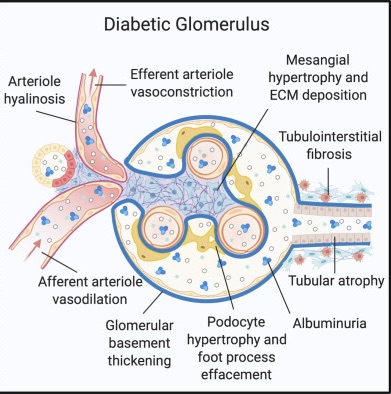 Diabetic Glomerulus
Arteriole
hyalinosis
Efferent arteriole
vasoconstriction
Mesangial
hypertrophy and
ECM deposition
Tubulointerstitial
fibrosis
Afferent arteriole
vasodilation
Glomerular
basement
thickening
Podocyte
hypertrophy and
foot process
effacement
Albuminuria
Tubular atrophy